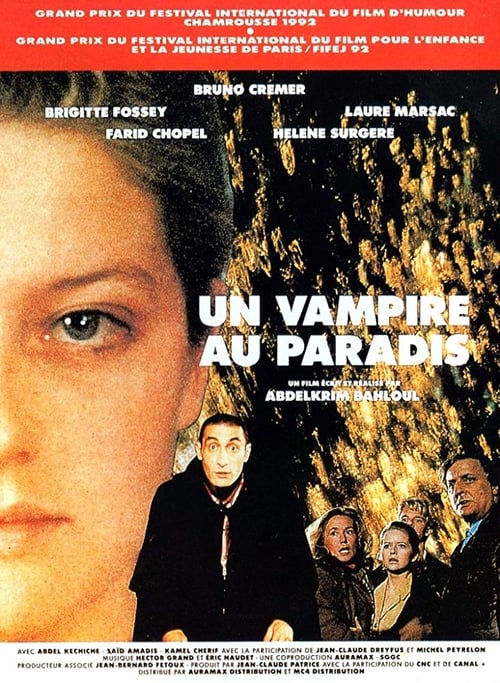 GRAND PRIX DU FESTIVAL INTERNATIONAL DU FILM D'HUMOUR
CHAMROUSSE 1992
•
GRAND PRIX DU FESTIVAL INTERNATIONAL DU FILM POUR L'ENFANCE
ET LA JEUNESSE DE PARIS/FIFEJ 92
BRUNO CREMER
BRIGITTE FOSSEY LAURE MARSAC
FARID CHOPEL HELENE SURGERE
UN VAMPIRE
AU PARADIS
UN FILM ÉCRIT ET RÉALISÉ PAR
ABDELKRIM BAHLOUL
AVEC ABDEL KECHICHE - SAÏD AMADIS - KAMEL CHERIF AVEC LA PARTICIPATION DE JEAN-CLAUDE DREYFUS ET MICHEL PEYRELON
MUSIQUE HECTOR GRAND ET ÉRIC NAUDET - UNE COPRODUCTION AURAMAX - SGGC
PRODUCTEUR ASSOCIÉ JEAN-BERNARD FETOUX - PRODUIT PAR JEAN-CLAUDE PATRICE AVEC LA PARTICIPATION DU CNC ET DE CANAL+
DISTRIBUÉ PAR AURAMAX DISTRIBUTION ET MC4 DISTRIBUTION